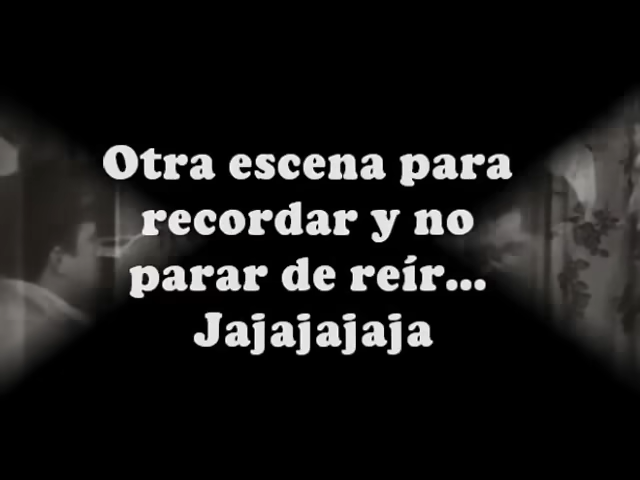 Otra escena para
recordar y no
parar de reír...
Jajajajaja